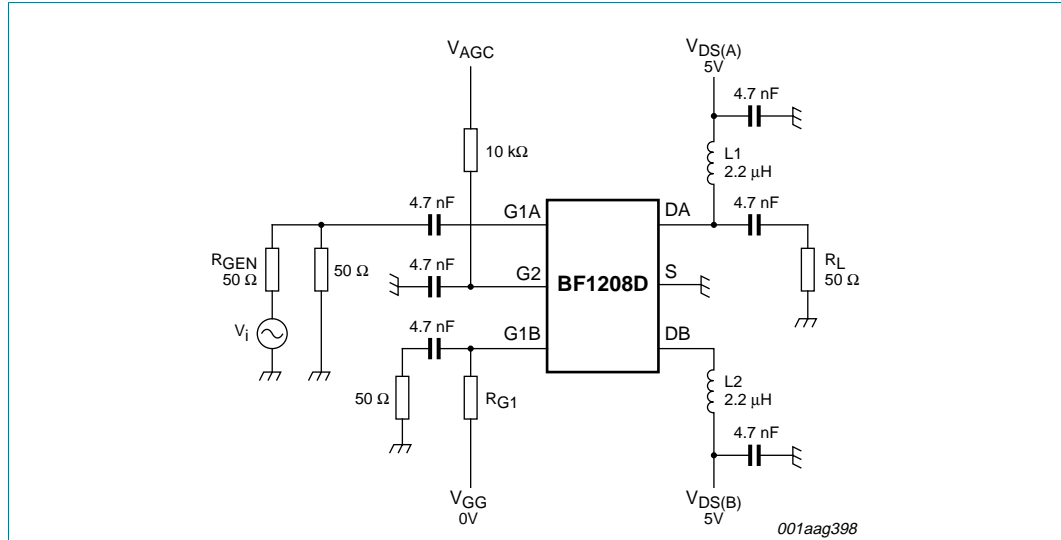 VAGC
VDS(A)
5V
4.7 nF
10 kΩ
L1
2.2 μH
4.7 nF
G1A
DA
4.7 nF
RGEN
50 Ω
50 Ω
4.7 nF
G2
BF1208D
S
RL
50 Ω
Vi
4.7 nF
G1B
DB
50 Ω
RG1
L2
2.2 μH
4.7 nF
VGG
0V
VDS(B)
5V
001aag398